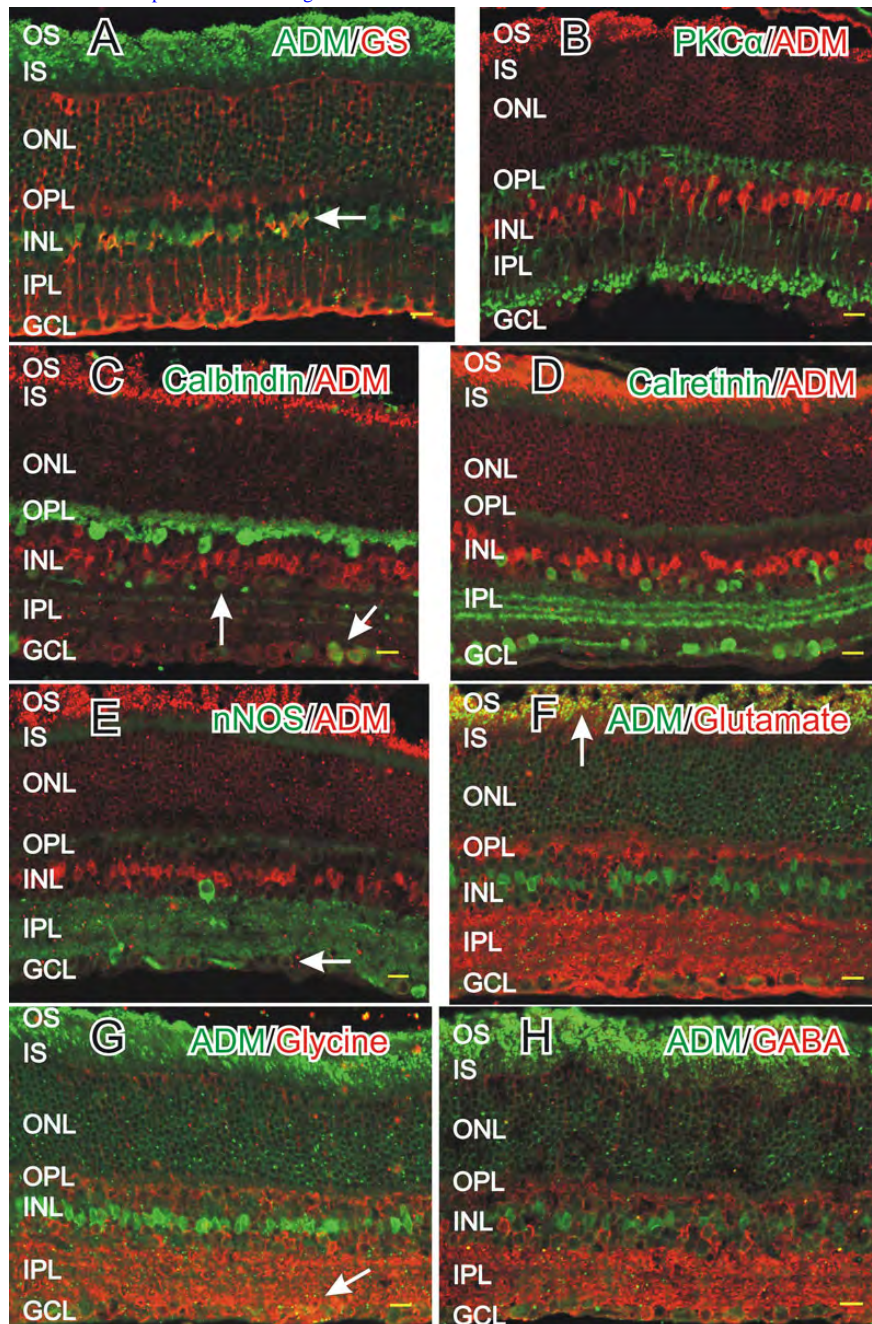 A ADM/GS
OS
IS
ONL
OPL
INL
IPL
GCL
B PKCα/ADM
OS
IS
ONL
OPL
INL
IPL
GCL
C Calbindin/ADM
OS
IS
ONL
OPL
INL
IPL
GCL
D Calretinin/ADM
OS
IS
ONL
OPL
INL
IPL
GCL
E nNOS/ADM
OS
IS
ONL
OPL
INL
IPL
GCL
F ADM/Glutamate
OS
IS
ONL
OPL
INL
IPL
GCL
G ADM/Glycine
OS
IS
ONL
OPL
INL
IPL
GCL
H ADM/GABA
OS
IS
ONL
OPL
INL
IPL
GCL